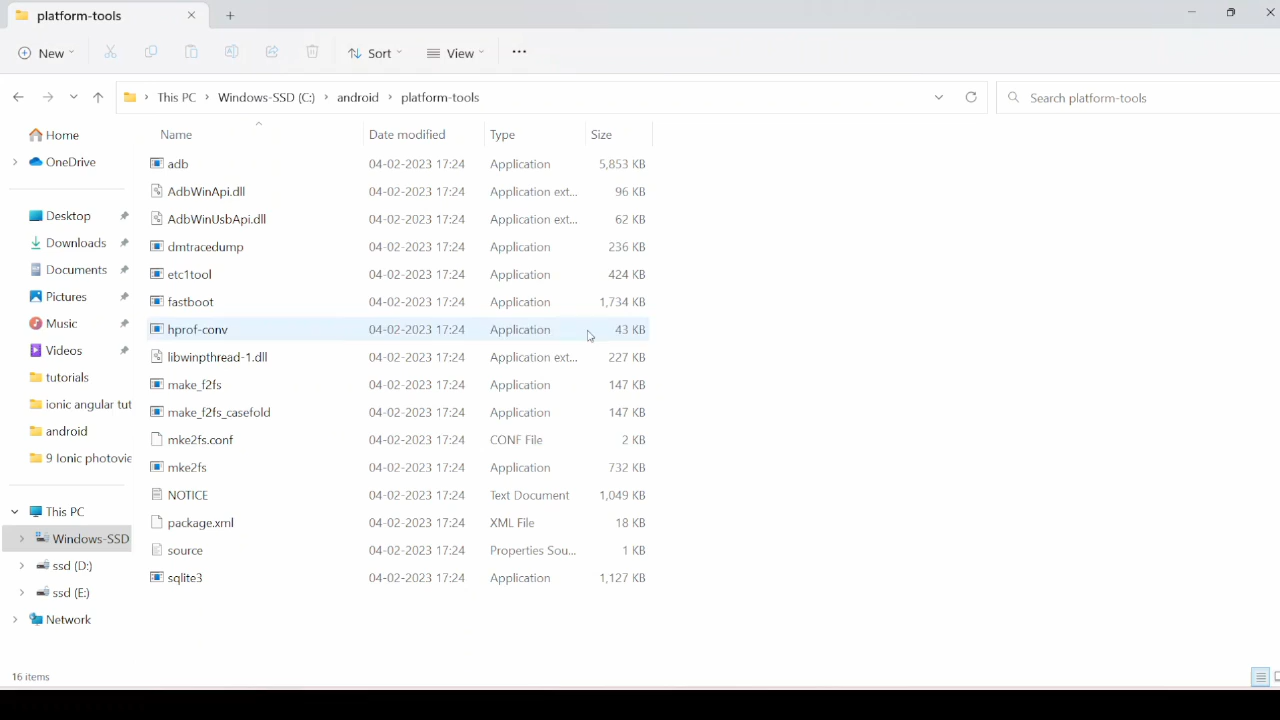 platform-tools
New
Sort
View
This PC
Windows-SSD (C:)
android
platform-tools
Search platform-tools
Home
OneDrive
Desktop
Downloads
Documents
Pictures
Music
Videos
tutorials
ionic angular tut
android
9 Ionic photovie
This PC
Windows-SSD
ssd (D:)
ssd (E:)
Network
Name Date modified Type Size
adb 04-02-2023 17:24 Application 5,853 KB
AdbWinApi.dll 04-02-2023 17:24 Application ext... 96 KB
AdbWinUsbApi.dll 04-02-2023 17:24 Application ext... 62 KB
dmtracedump 04-02-2023 17:24 Application 236 KB
etc1tool 04-02-2023 17:24 Application 424 KB
fastboot 04-02-2023 17:24 Application 1,734 KB
hprof-conv 04-02-2023 17:24 Application 43 KB
libwinpthread-1.dll 04-02-2023 17:24 Application ext... 227 KB
make_f2fs 04-02-2023 17:24 Application 147 KB
make_f2fs_casefold 04-02-2023 17:24 Application 147 KB
mke2fs.conf 04-02-2023 17:24 CONF File 2 KB
mke2fs 04-02-2023 17:24 Application 732 KB
NOTICE 04-02-2023 17:24 Text Document 1,049 KB
package.xml 04-02-2023 17:24 XML File 18 KB
source 04-02-2023 17:24 Properties Sou... 1 KB
sqlite3 04-02-2023 17:24 Application 1,127 KB
16 items